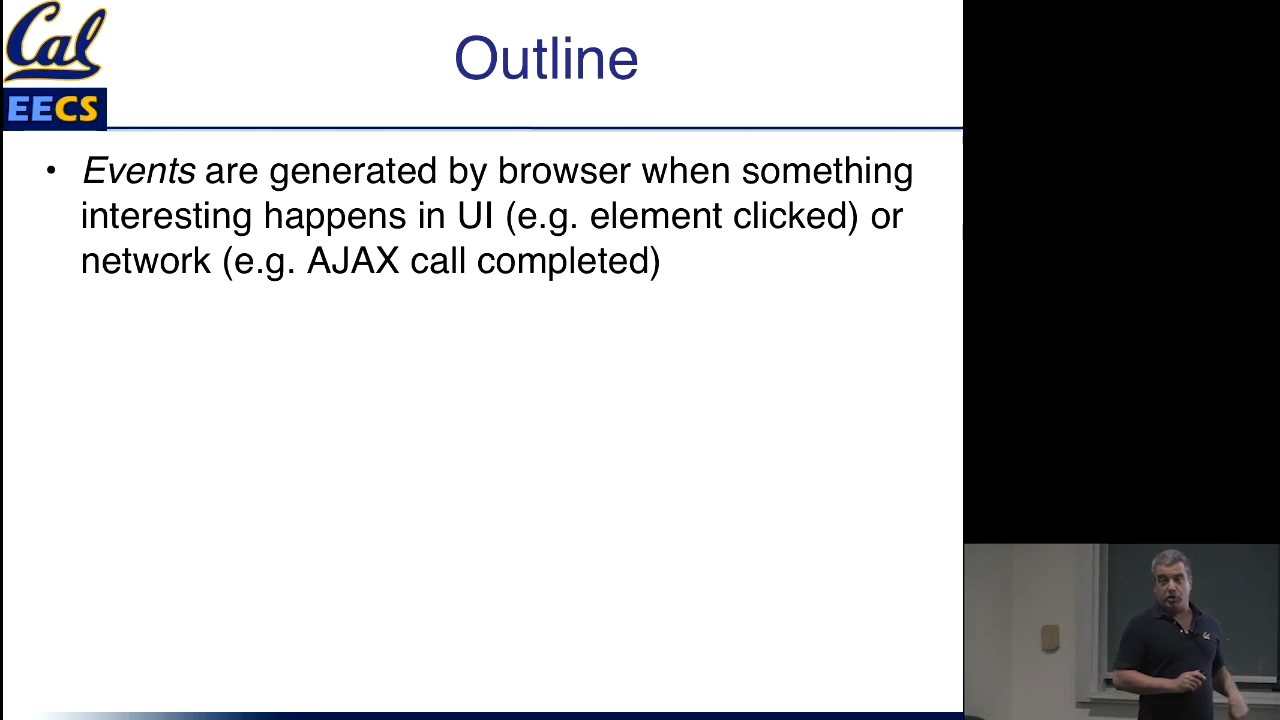 Cal
EECS
Outline
• Events are generated by browser when something
interesting happens in UI (e.g. element clicked) or
network (e.g. AJAX call completed)